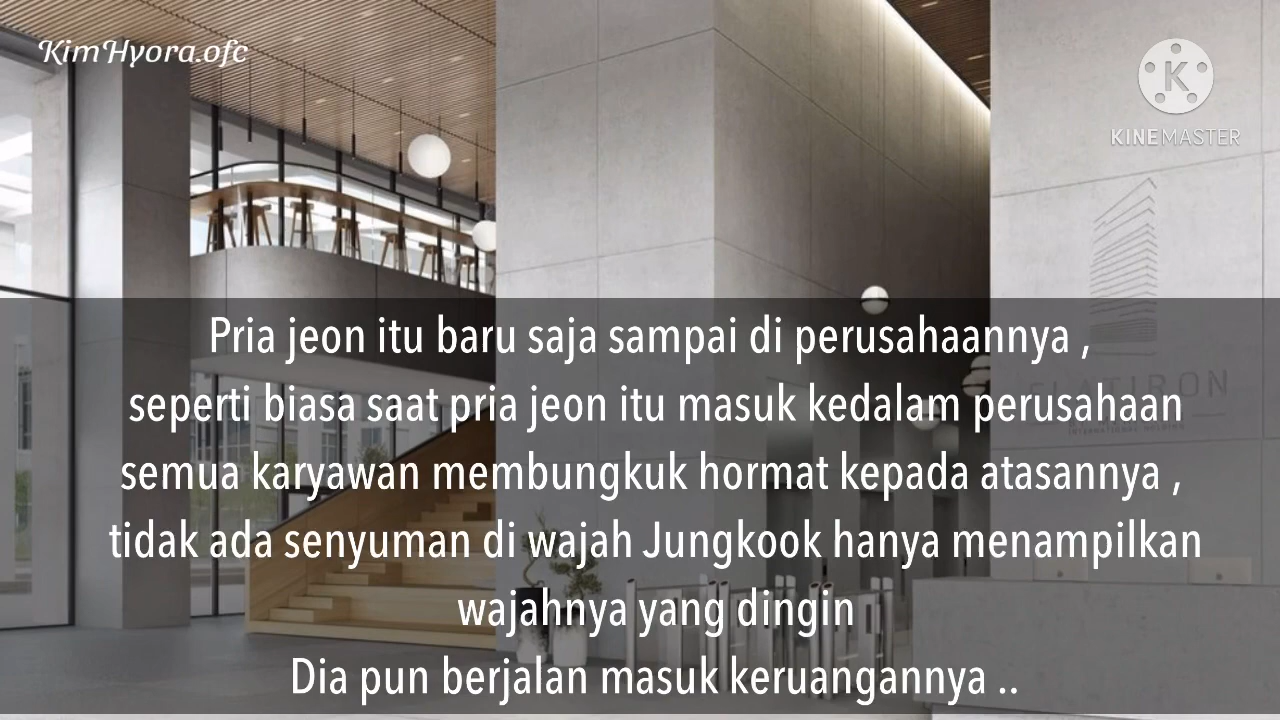 KimHyora.ofc
KINEMASTER
Pria jeon itu baru saja sampai di perusahaannya ,
seperti biasa saat pria jeon itu masuk kedalam perusahaan
semua karyawan membungkuk hormat kepada atasannya ,
tidak ada senyuman di wajah Jungkook hanya menampilkan
wajahnya yang dingin
Dia pun berjalan masuk keruangannya ..
FLATIRON